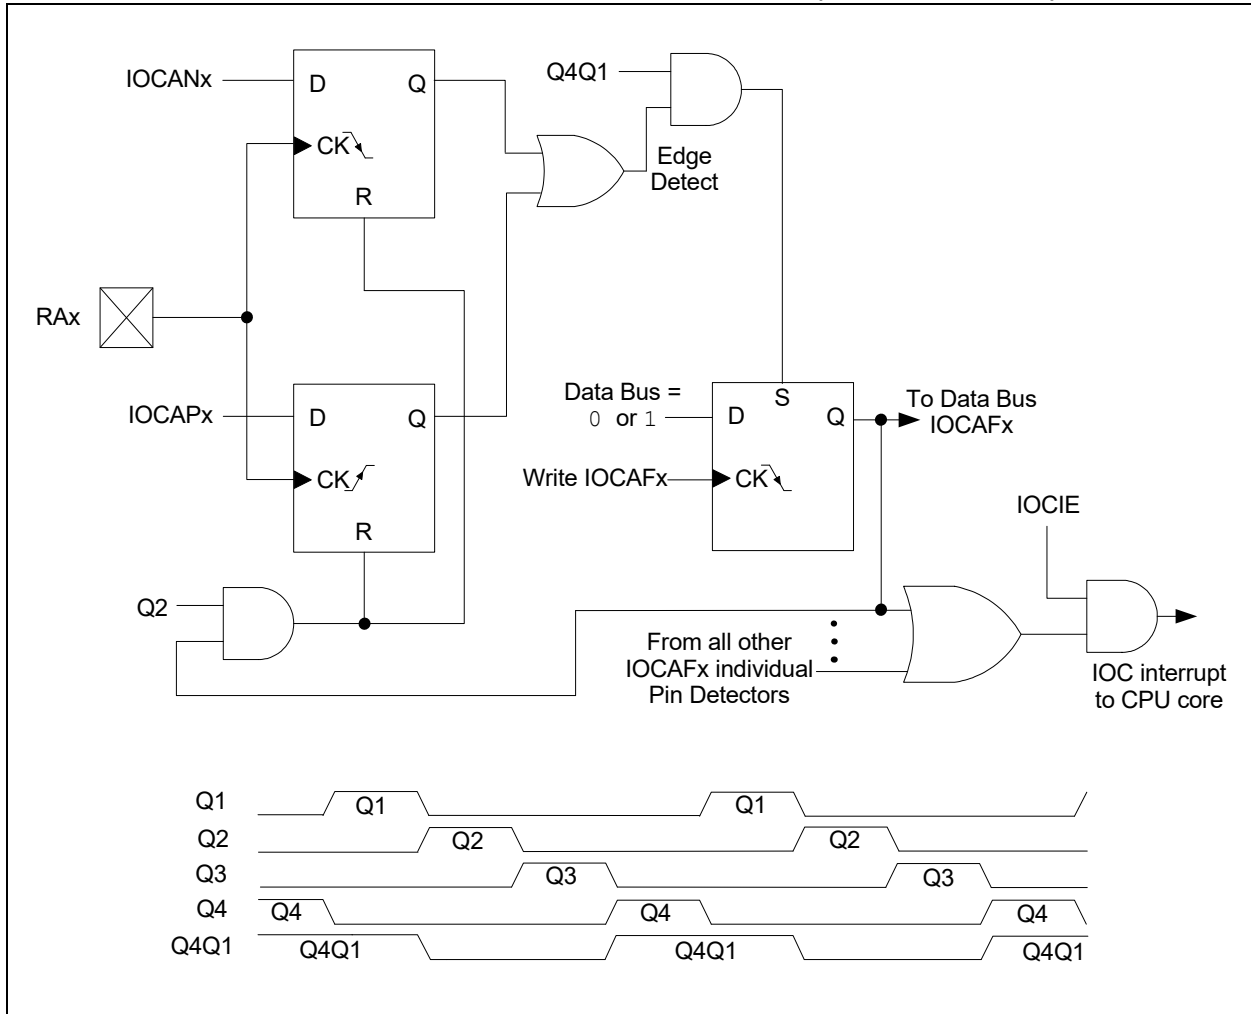 IOCANx
D
Q
CK
R
Q4Q1
Edge
Detect
RAx
IOCAPx
D
Q
CK
R
Data Bus =
0 or 1
S
D
Q
To Data Bus
IOCAFx
Write IOCAFx
CK
IOCIE
Q2
From all other
IOCAFx individual
Pin Detectors
IOC interrupt
to CPU core
Q1
Q1
Q1
Q2
Q2
Q2
Q3
Q3
Q3
Q4
Q4
Q4
Q4
Q4Q1
Q4Q1
Q4Q1
Q4Q1